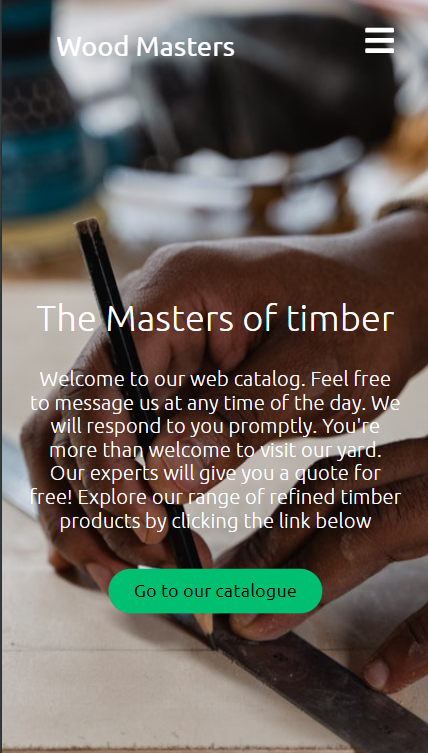 Wood Masters
The Masters of timber
Welcome to our web catalog. Feel free
to message us at any time of the day. We
will respond to you promptly. You're
more than welcome to visit our yard.
Our experts will give you a quote for
free! Explore our range of refined timber
products by clicking the link below
Go to our catalogue